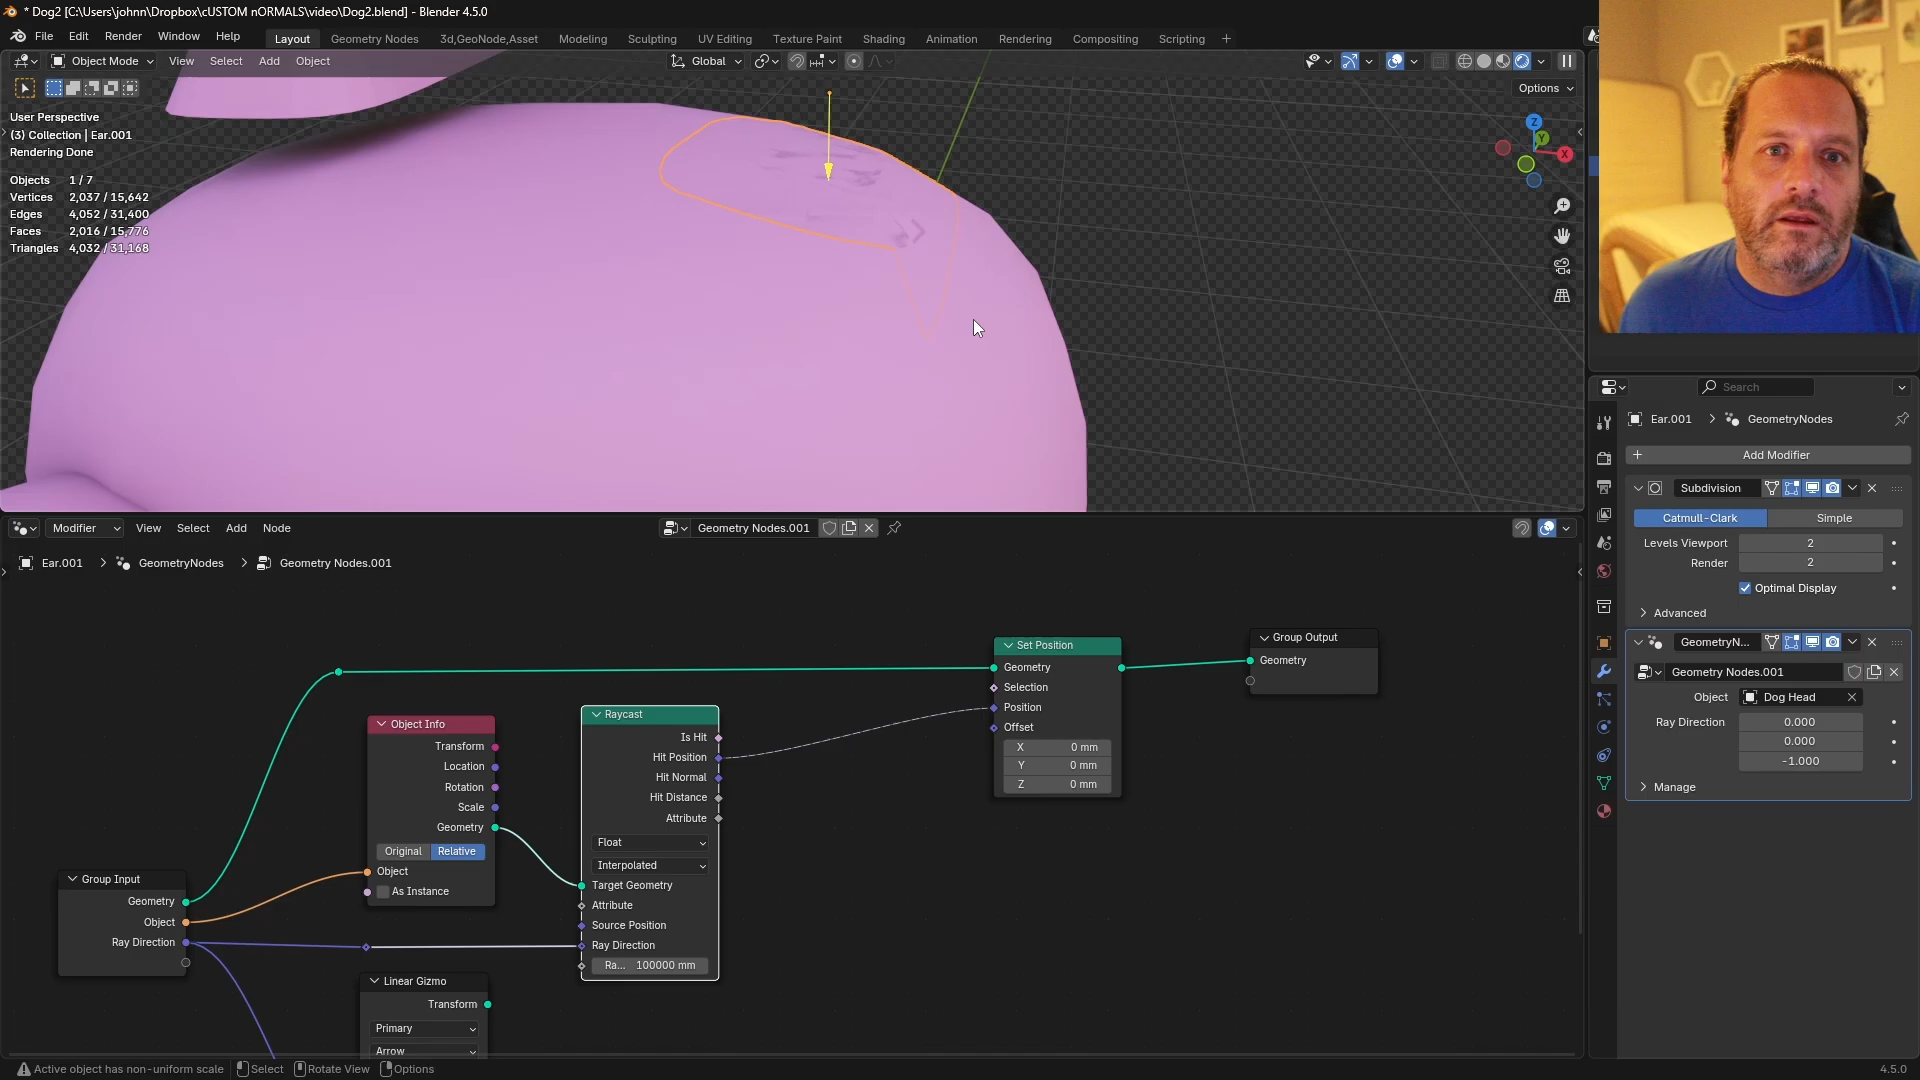 * Dog2 [C:\Users\johnn\Dropbox\cUSTOM nORMALS\video\Dog2.blend] - Blender 4.5.0
File Edit Render Window Help
Layout Geometry Nodes 3d,GeoNode,Asset Modeling Sculpting UV Editing Texture Paint Shading Animation Rendering Compositing Scripting +
Object Mode View Select Add Object Global
Options
User Perspective
(3) Collection | Ear.001
Rendering Done
Objects 1 / 7
Vertices 2,037 / 15,642
Edges 4,052 / 31,400
Faces 2,016 / 15,776
Triangles 4,032 / 31,168
Z
Y
X
Modifier View Select Add Node Geometry Nodes.001
Ear.001 > GeometryNodes > Geometry Nodes.001
Group Input
Geometry
Object
Ray Direction
Object Info
Transform
Location
Rotation
Scale
Geometry
Original Relative
Object
As Instance
Linear Gizmo
Transform
Primary
Arrow
Raycast
Is Hit
Hit Position
Hit Normal
Hit Distance
Attribute
Float
Interpolated
Target Geometry
Attribute
Source Position
Ray Direction
Ra... 100000 mm
Set Position
Geometry
Selection
Position
Offset
X 0 mm
Y 0 mm
Z 0 mm
Group Output
Geometry
Search
Ear.001 > GeometryNodes
+ Add Modifier
Subdivision
Catmull-Clark Simple
Levels Viewport 2
Render 2
Optimal Display
Advanced
GeometryN...
Geometry Nodes.001
Object Dog Head
Ray Direction 0.000
0.000
-1.000
Manage
Active object has non-uniform scale Select Rotate View Options
4.5.0